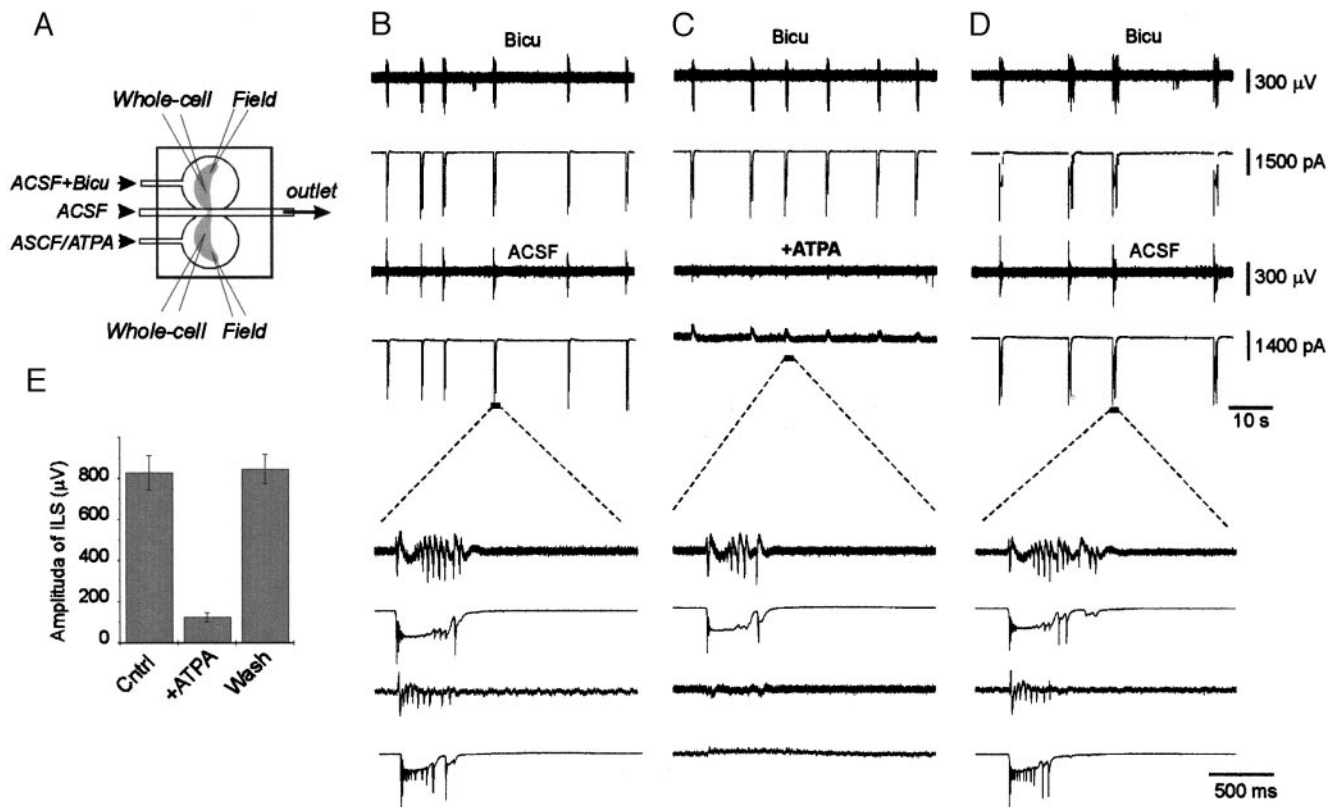 A
Whole-cell Field
ACSF+Bicu
ACSF
ASCF/ATPA
outlet
Whole-cell Field
B
Bicu
ACSF
C
Bicu
+ATPA
D
Bicu
300 µV
1500 pA
ACSF
300 µV
1400 pA
10 s
500 ms
E
Amplituda of ILS (µV)
800
600
400
200
0
Cntrl
+ATPA
Wash